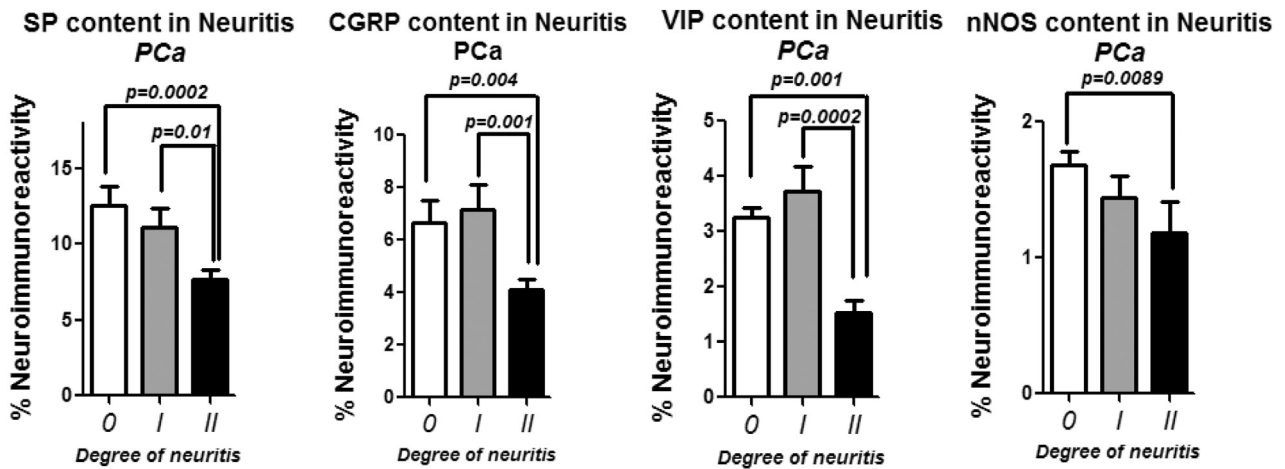 SP content in Neuritis
PCa
p=0.0002
p=0.01
% Neuroimmunoreactivity
15
10
5
0
0 I II
Degree of neuritis
CGRP content in Neuritis
PCa
p=0.004
p=0.001
% Neuroimmunoreactivity
10
8
6
4
2
0
0 I II
Degree of neuritis
VIP content in Neuritis
PCa
p=0.001
p=0.0002
% Neuroimmunoreactivity
5
4
3
2
1
0
0 I II
Degree of neuritis
nNOS content in Neuritis
PCa
p=0.0089
% Neuroimmunoreactivity
2
1
0
0 I II
Degree of neuritis